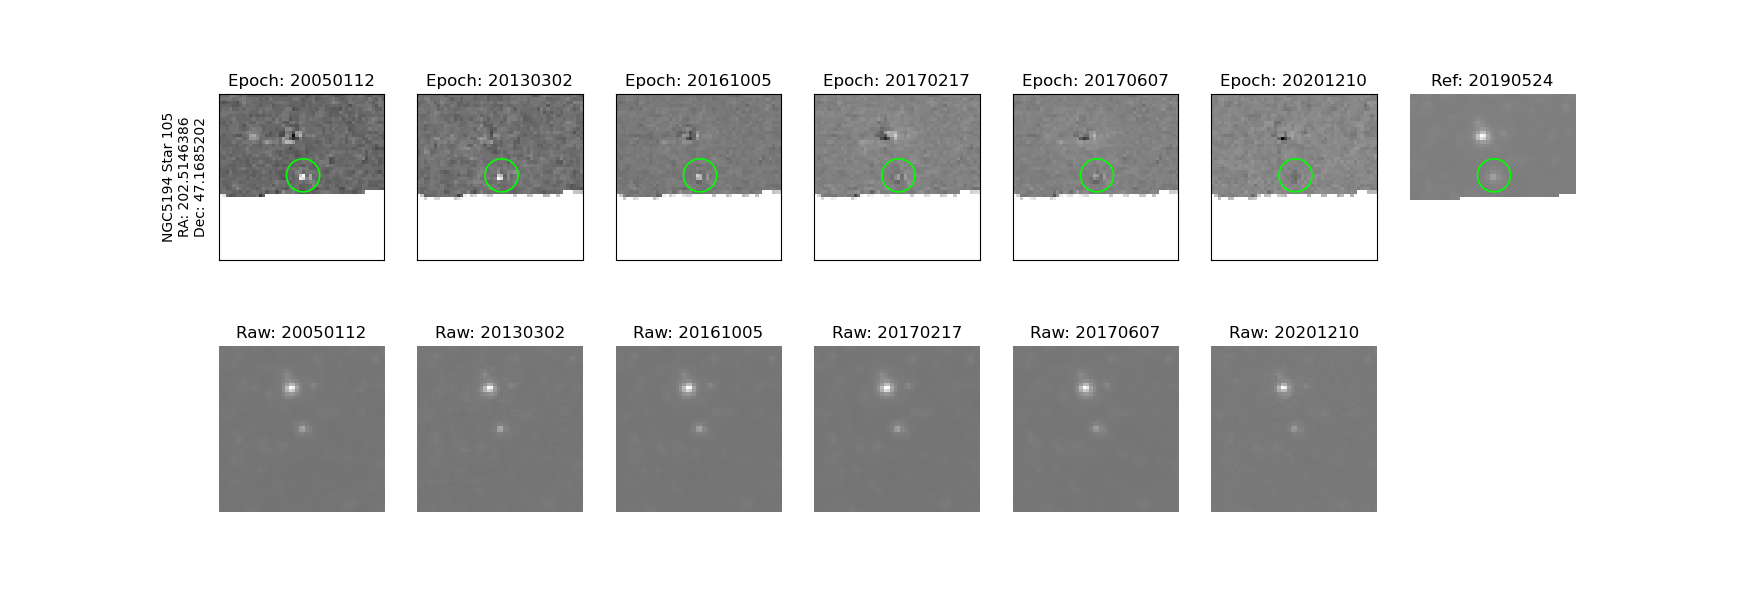 Epoch: 20050112
Epoch: 20130302
Epoch: 20161005
Epoch: 20170217
Epoch: 20170607
Epoch: 20201210
Ref: 20190524
NGC5194 Star 105
RA: 202.5146386
Dec: 47.1685202
Raw: 20050112
Raw: 20130302
Raw: 20161005
Raw: 20170217
Raw: 20170607
Raw: 20201210